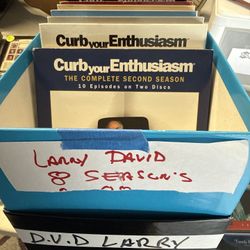 Curb your Enthusiasm
Curb your Enthusiasm
THE COMPLETE SECOND SEASON
10 Episodes on Two Discs
LARRY DAVID
8 SEASON'S
D.V.D LARRY